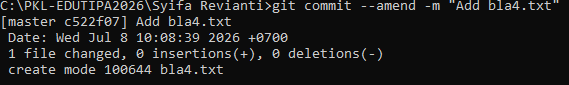 C:\PKL-EDUTIPA2026\Syifa Revianti>git commit --amend -m "Add bla4.txt"
[master c522f07] Add bla4.txt
 Date: Wed Jul 8 10:08:39 2026 +0700
 1 file changed, 0 insertions(+), 0 deletions(-)
 create mode 100644 bla4.txt